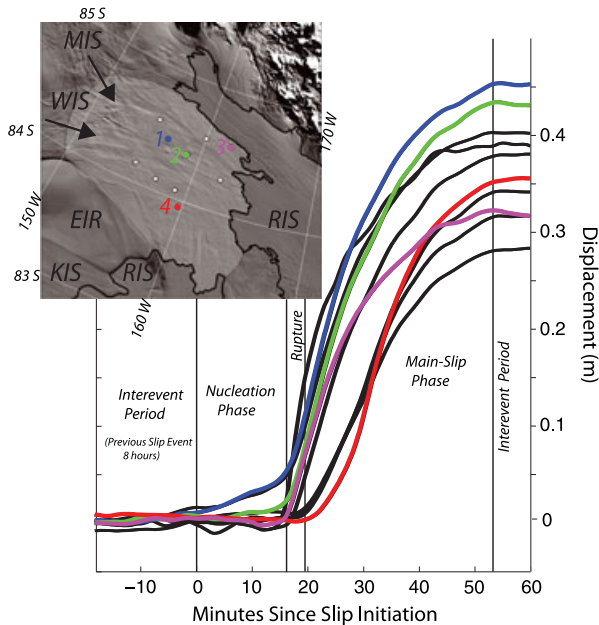 85 S
MIS
WIS
84 S
1
2
3
170 W
150 W
4
EIR
RIS
83 S
KIS
RIS
160 W
Rupture
Interevent
Period
(Previous Slip Event
8 hours)
Nucleation
Phase
Main-Slip
Phase
Interevent Period
0.4
0.3
0.2
0.1
0
Displacement (m)
−10 0 10 20 30 40 50 60
Minutes Since Slip Initiation